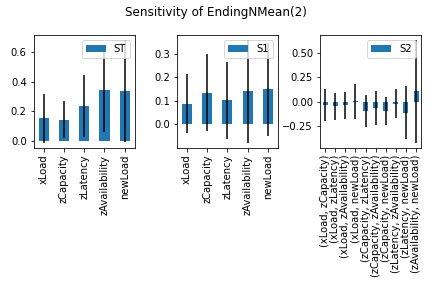 Sensitivity of EndingNMean(2)
ST
0.6
0.4
0.2
0.0
xLoad
zCapacity
zLatency
zAvailability
newLoad
S1
0.3
0.2
0.1
0.0
xLoad
zCapacity
zLatency
zAvailability
newLoad
S2
0.50
0.25
0.00
−0.25
(xLoad, zCapacity)
(xLoad, zLatency)
(xLoad, zAvailability)
(xLoad, newLoad)
(zCapacity, zLatency)
(zCapacity, zAvailability)
(zCapacity, newLoad)
(zLatency, zAvailability)
(zLatency, newLoad)
(zAvailability, newLoad)